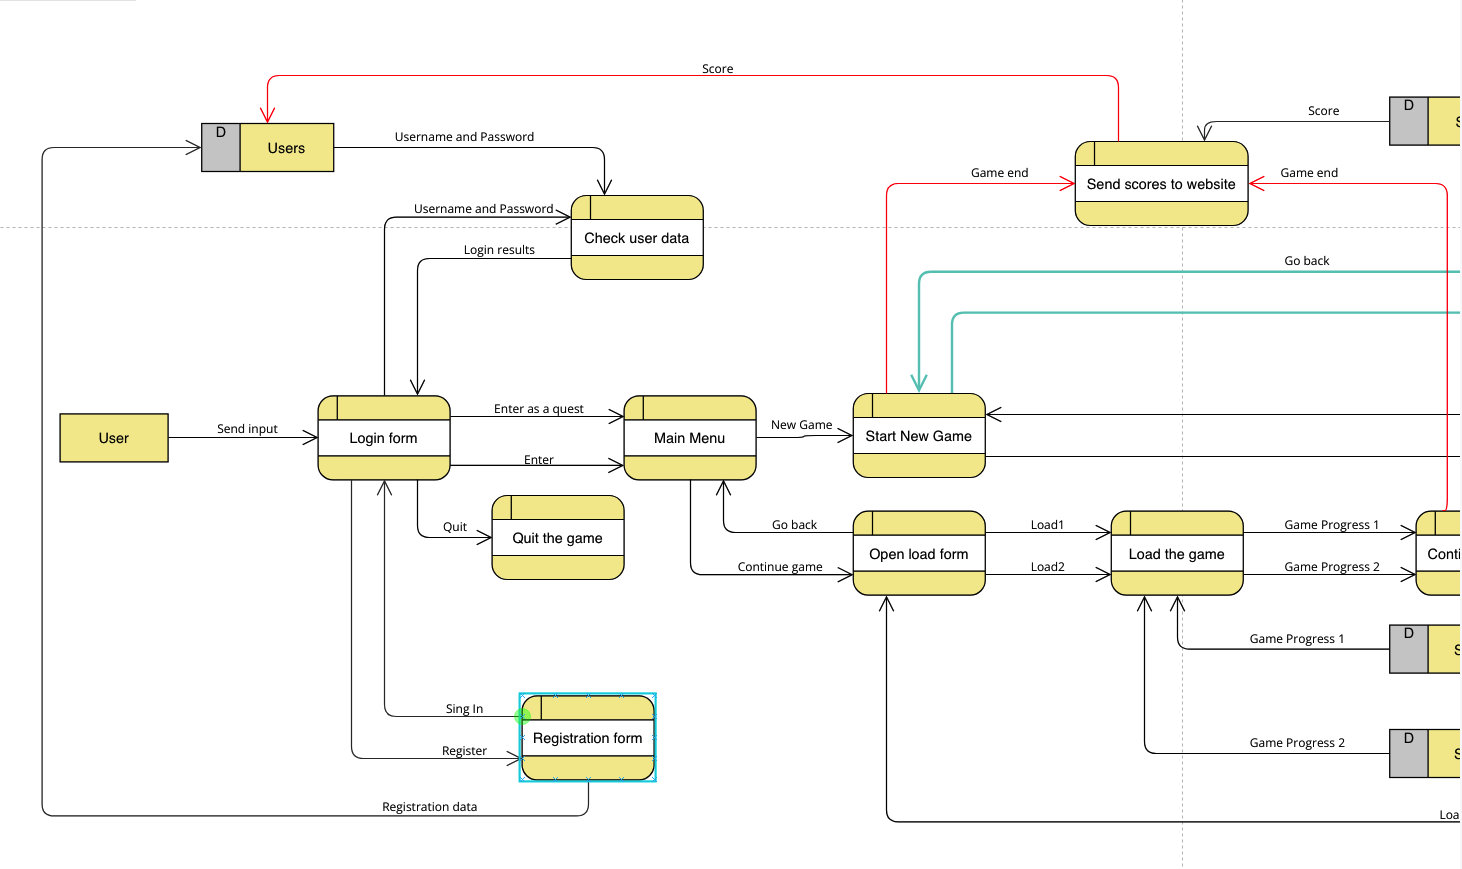 Score
D
Users
Username and Password
Score
D
S
Game end
Send scores to website
Game end
Username and Password
Check user data
Login results
Go back
User
Send input
Login form
Enter as a quest
Enter
Main Menu
New Game
Start New Game
Quit
Quit the game
Go back
Continue game
Open load form
Load1
Load2
Load the game
Game Progress 1
Game Progress 2
Conti
Game Progress 1
D
S
Game Progress 2
D
S
Sing In
Register
Registration form
Registration data
Loa